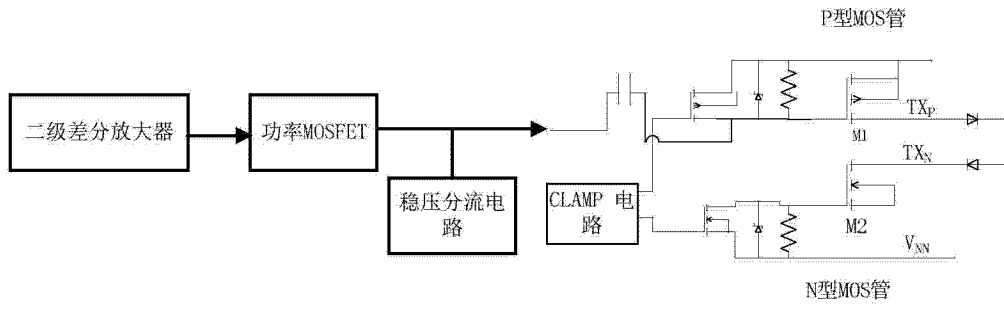 P型MOS管
二级差分放大器
功率MOSFET
稳压分流电
路
CLAMP 电
路
TXP
M1
TXN
M2
VNN
N型MOS管